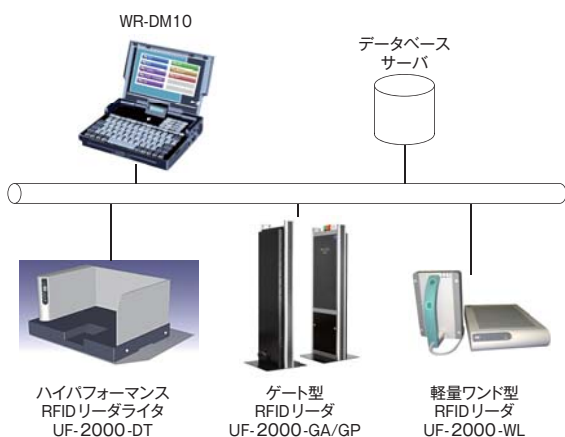 WR-DM10
データベース
サーバ
ハイパフォーマンス
RFIDリーダライタ
UF-2000-DT
ゲート型
RFIDリーダ
UF-2000-GA/GP
軽量ワンド型
RFIDリーダ
UF-2000-WL